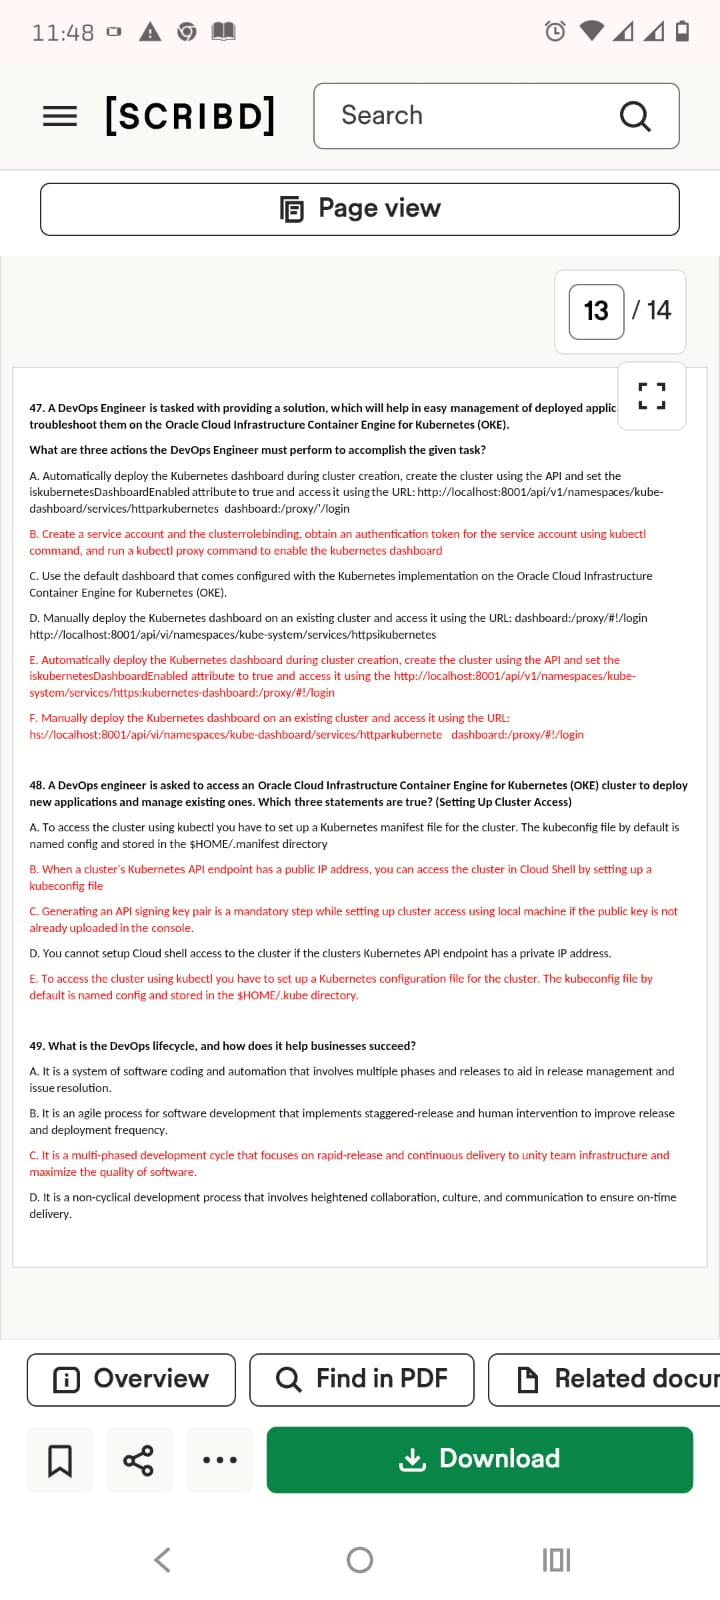 11:48
[SCRIBD]
Search
Page view
13 / 14
47. A DevOps Engineer is tasked with providing a solution, which will help in easy management of deployed applic
troubleshoot them on the Oracle Cloud Infrastructure Container Engine for Kubernetes (OKE).
What are three actions the DevOps Engineer must perform to accomplish the given task?
A. Automatically deploy the Kubernetes dashboard during cluster creation, create the cluster using the API and set the
iskubernetesDashboardEnabled attribute to true and access it using the URL: http://localhost:8001/api/v1/namespaces/kube-
dashboard/services/httparkubernetes dashboard:/proxy/'/login
B. Create a service account and the clusterrolebinding, obtain an authentication token for the service account using kubectl
command, and run a kubectl proxy command to enable the kubernetes dashboard
C. Use the default dashboard that comes configured with the Kubernetes implementation on the Oracle Cloud Infrastructure
Container Engine for Kubernetes (OKE).
D. Manually deploy the Kubernetes dashboard on an existing cluster and access it using the URL: dashboard:/proxy/#!/login
http://localhost:8001/api/vi/namespaces/kube-system/services/httpsikubernetes
E. Automatically deploy the Kubernetes dashboard during cluster creation, create the cluster using the API and set the
iskubernetesDashboardEnabled attribute to true and access it using the http://localhost:8001/api/v1/namespaces/kube-
system/services/https:kubernetes-dashboard:/proxy/#!/login
F. Manually deploy the Kubernetes dashboard on an existing cluster and access it using the URL:
hs://localhost:8001/api/vi/namespaces/kube-dashboard/services/httparkubernete dashboard:/proxy/#!/login
48. A DevOps engineer is asked to access an Oracle Cloud Infrastructure Container Engine for Kubernetes (OKE) cluster to deploy
new applications and manage existing ones. Which three statements are true? (Setting Up Cluster Access)
A. To access the cluster using kubectl you have to set up a Kubernetes manifest file for the cluster. The kubeconfig file by default is
named config and stored in the $HOME/.manifest directory
B. When a cluster's Kubernetes API endpoint has a public IP address, you can access the cluster in Cloud Shell by setting up a
kubeconfig file
C. Generating an API signing key pair is a mandatory step while setting up cluster access using local machine if the public key is not
already uploaded in the console.
D. You cannot setup Cloud shell access to the cluster if the clusters Kubernetes API endpoint has a private IP address.
E. To access the cluster using kubectl you have to set up a Kubernetes configuration file for the cluster. The kubeconfig file by
default is named config and stored in the $HOME/.kube directory.
49. What is the DevOps lifecycle, and how does it help businesses succeed?
A. It is a system of software coding and automation that involves multiple phases and releases to aid in release management and
issue resolution.
B. It is an agile process for software development that implements staggered-release and human intervention to improve release
and deployment frequency.
C. It is a multi-phased development cycle that focuses on rapid-release and continuous delivery to unity team infrastructure and
maximize the quality of software.
D. It is a non-cyclical development process that involves heightened collaboration, culture, and communication to ensure on-time
delivery.
Overview
Find in PDF
Related docur
Download